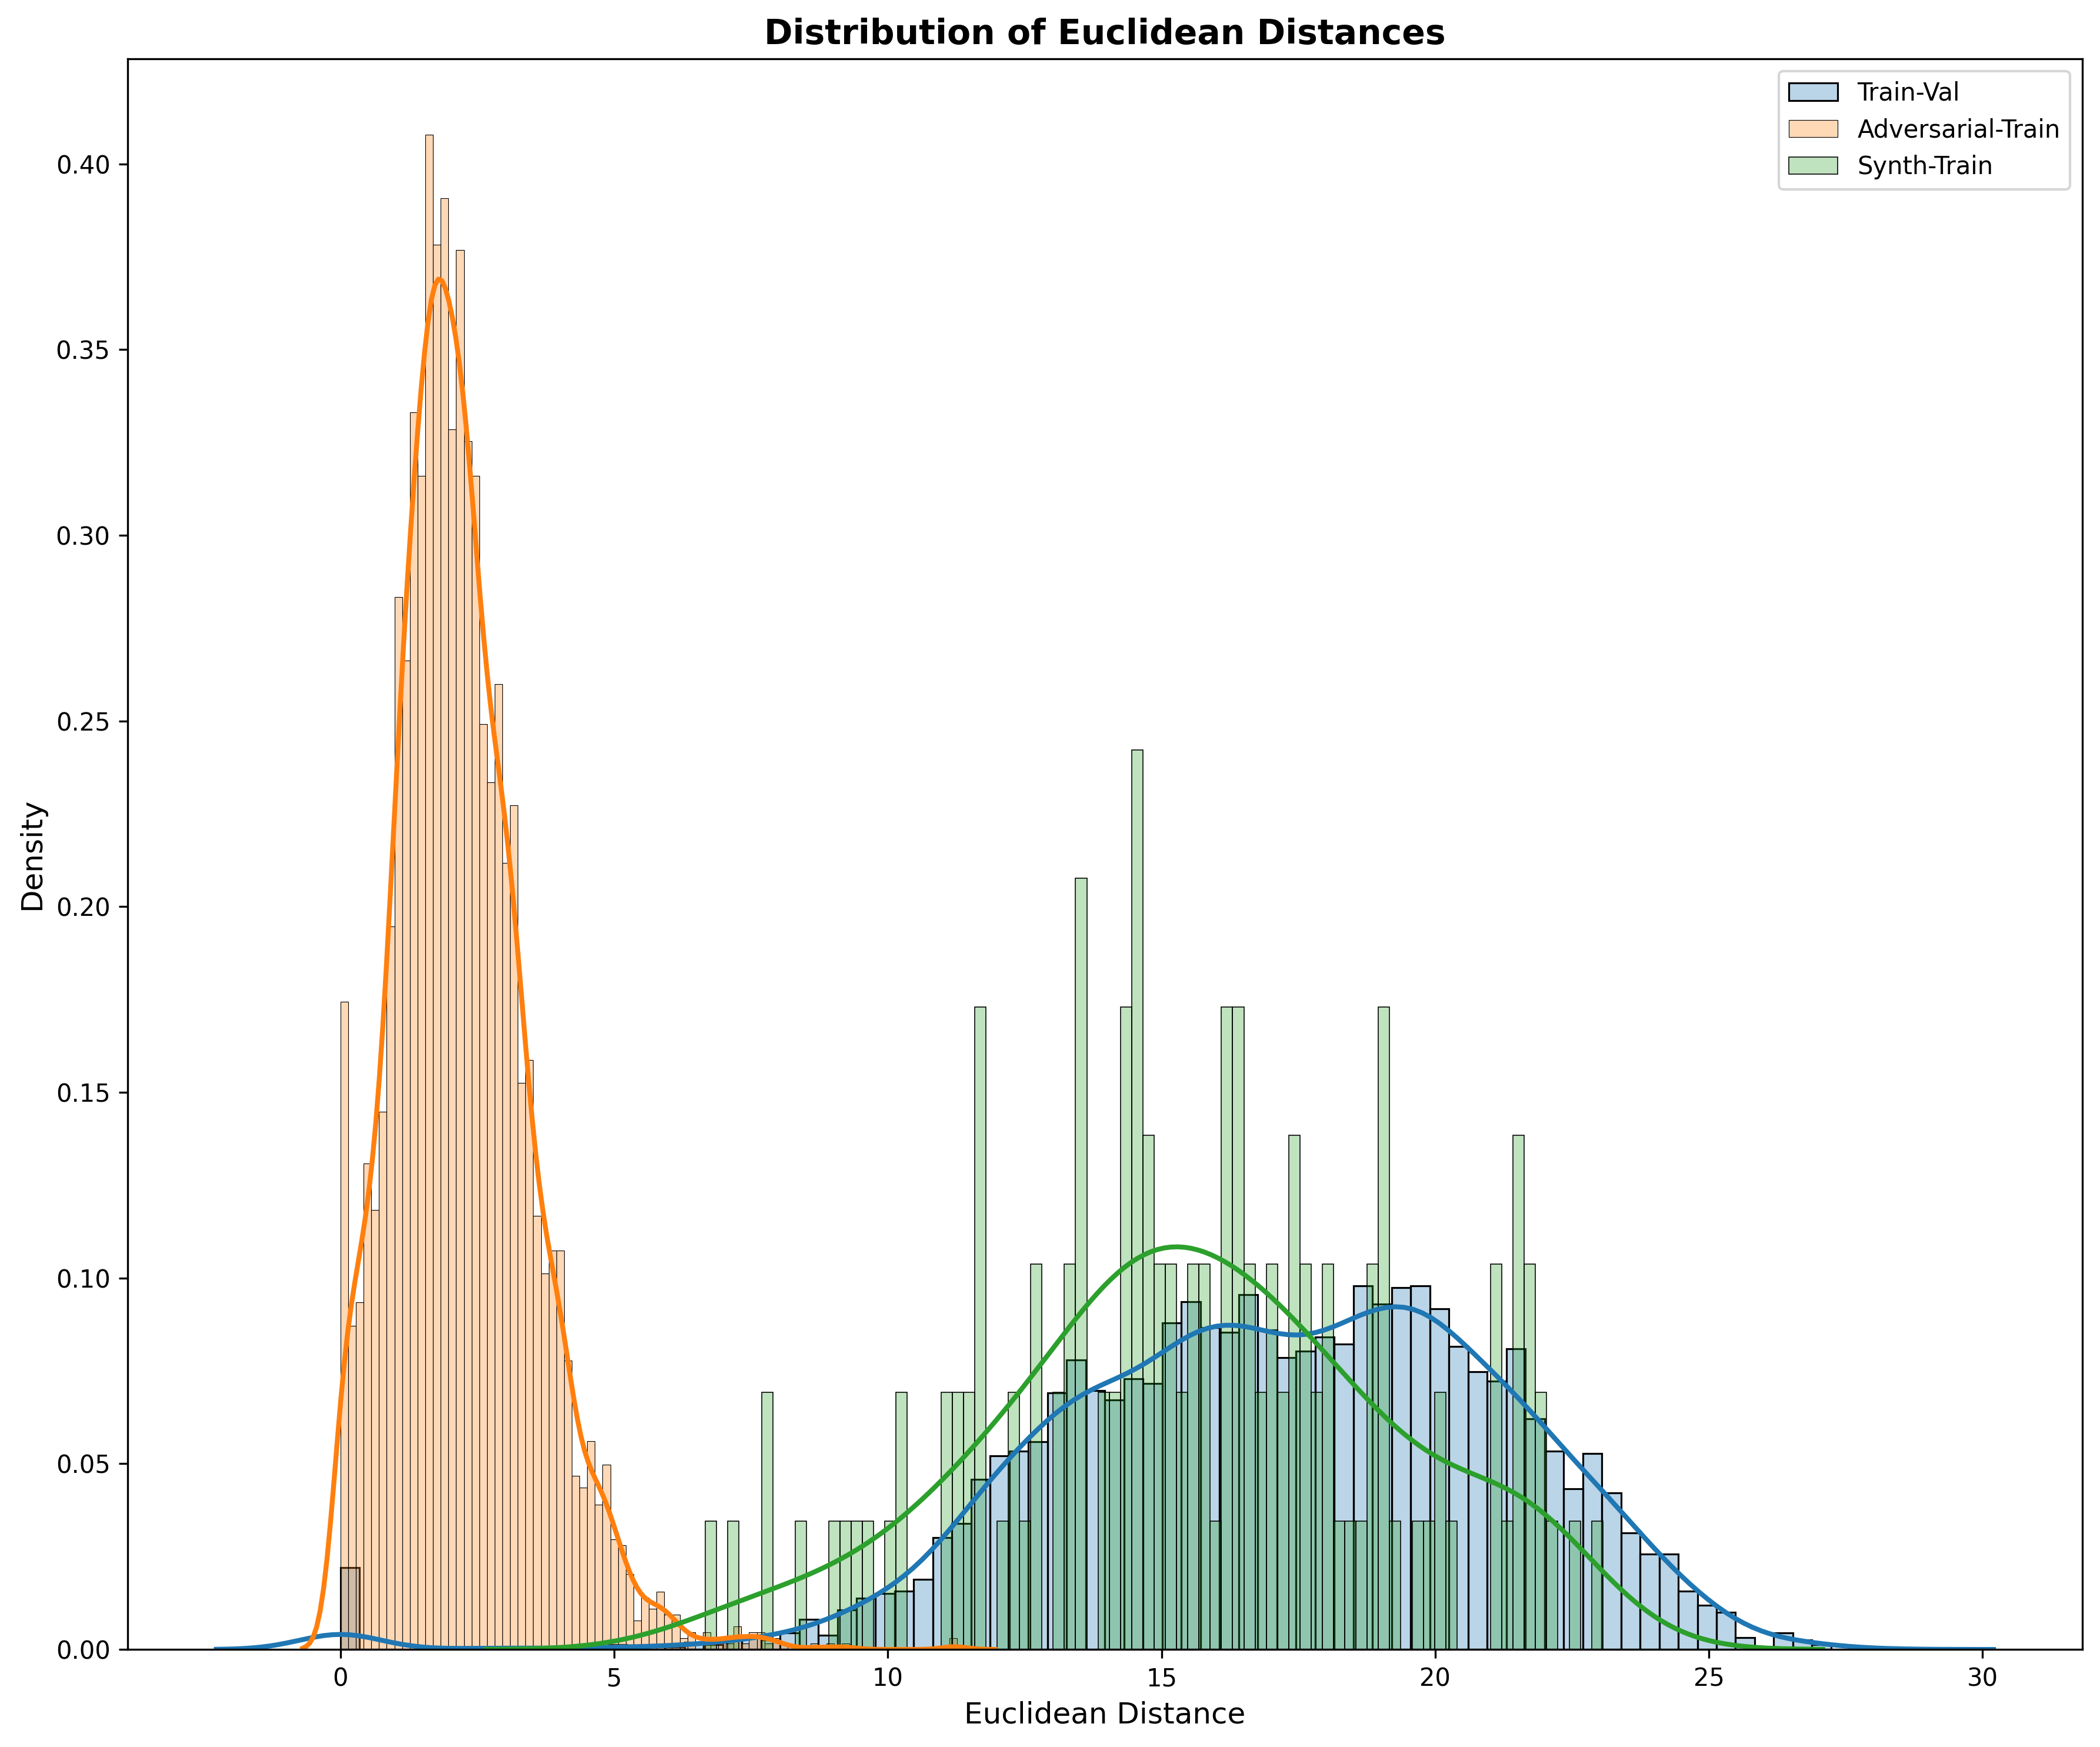 Distribution of Euclidean Distances
Train-Val
Adversarial-Train
Synth-Train
0.40
0.35
0.30
0.25
0.20
0.15
0.10
0.05
0.00
Density
0 5 10 15 20 25 30
Euclidean Distance